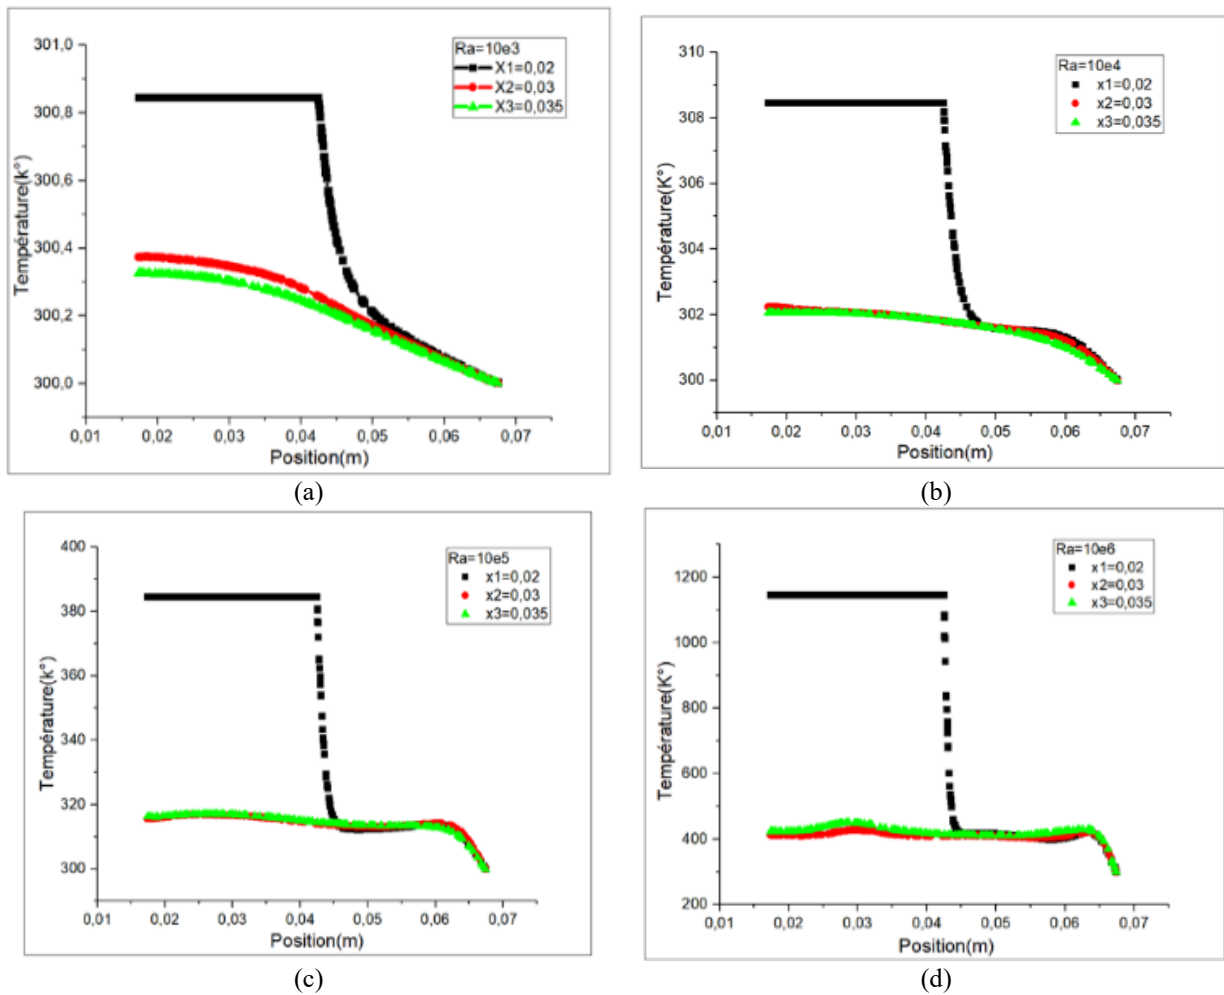 Ra=10e3
X1=0,02
X2=0,03
X3=0,035
Température(k°)
301,0
300,8
300,6
300,4
300,2
300,0
0,01 0,02 0,03 0,04 0,05 0,06 0,07
Position(m)
(a)
Ra=10e4
x1=0,02
x2=0,03
x3=0,035
Température(K°)
310
308
306
304
302
300
0,01 0,02 0,03 0,04 0,05 0,06 0,07
Position(m)
(b)
Ra=10e5
x1=0,02
x2=0,03
x3=0,035
Température(k°)
400
380
360
340
320
300
0,01 0,02 0,03 0,04 0,05 0,06 0,07
Position(m)
(c)
Ra=10e6
x1=0,02
x2=0,03
x3=0,035
Température(K°)
1200
1000
800
600
400
200
0,01 0,02 0,03 0,04 0,05 0,06 0,07
Position(m)
(d)